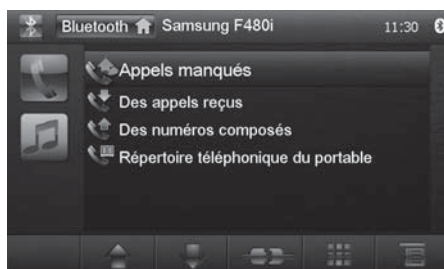 Bluetooth Samsung F480i 11:30
Appels manqués
Des appels reçus
Des numéros composés
Répertoire téléphonique du portable